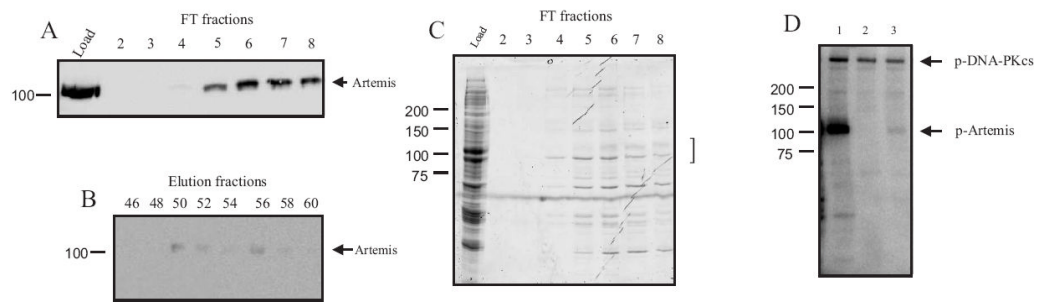 A
FT fractions
Load 2 3 4 5 6 7 8
100
Artemis
B
Elution fractions
46 48 50 52 54 56 58 60
100
Artemis
C
FT fractions
Load 2 3 4 5 6 7 8
200
150
100
75
D
1 2 3
p-DNA-PKcs
200
150
100
75
p-Artemis